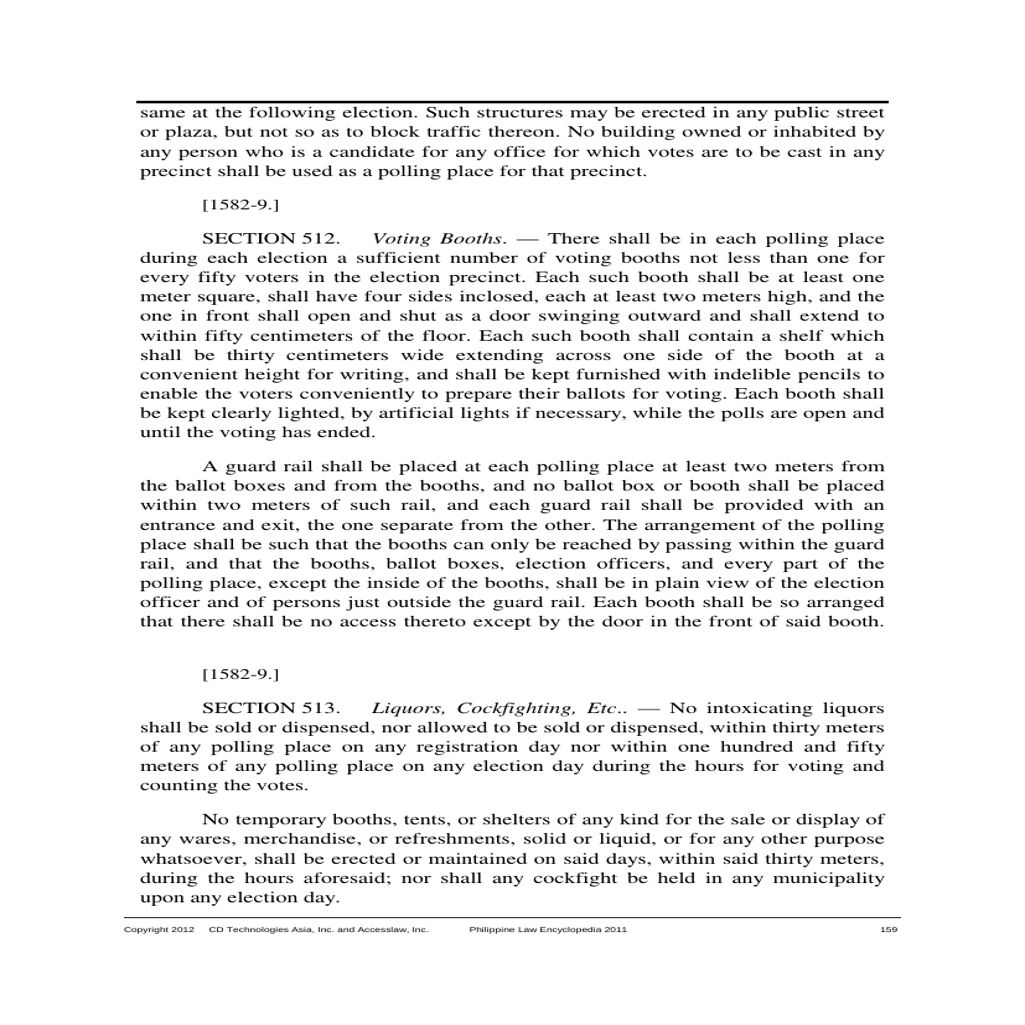 same at the following election. Such structures may be erected in any public street
or plaza, but not so as to block traffic thereon. No building owned or inhabited by
any person who is a candidate for any office for which votes are to be cast in any
precinct shall be used as a polling place for that precinct.
[1582-9.]
SECTION 512. Voting Booths. — There shall be in each polling place
during each election a sufficient number of voting booths not less than one for
every fifty voters in the election precinct. Each such booth shall be at least one
meter square, shall have four sides inclosed, each at least two meters high, and the
one in front shall open and shut as a door swinging outward and shall extend to
within fifty centimeters of the floor. Each such booth shall contain a shelf which
shall be thirty centimeters wide extending across one side of the booth at a
convenient height for writing, and shall be kept furnished with indelible pencils to
enable the voters conveniently to prepare their ballots for voting. Each booth shall
be kept clearly lighted, by artificial lights if necessary, while the polls are open and
until the voting has ended.
A guard rail shall be placed at each polling place at least two meters from
the ballot boxes and from the booths, and no ballot box or booth shall be placed
within two meters of such rail, and each guard rail shall be provided with an
entrance and exit, the one separate from the other. The arrangement of the polling
place shall be such that the booths can only be reached by passing within the guard
rail, and that the booths, ballot boxes, election officers, and every part of the
polling place, except the inside of the booths, shall be in plain view of the election
officer and of persons just outside the guard rail. Each booth shall be so arranged
that there shall be no access thereto except by the door in the front of said booth.
[1582-9.]
SECTION 513. Liquors, Cockfighting, Etc.. — No intoxicating liquors
shall be sold or dispensed, nor allowed to be sold or dispensed, within thirty meters
of any polling place on any registration day nor within one hundred and fifty
meters of any polling place on any election day during the hours for voting and
counting the votes.
No temporary booths, tents, or shelters of any kind for the sale or display of
any wares, merchandise, or refreshments, solid or liquid, or for any other purpose
whatsoever, shall be erected or maintained on said days, within said thirty meters,
during the hours aforesaid; nor shall any cockfight be held in any municipality
upon any election day.
Copyright 2012 CD Technologies Asia, Inc. and Accesslaw, Inc. Philippine Law Encyclopedia 2011 159